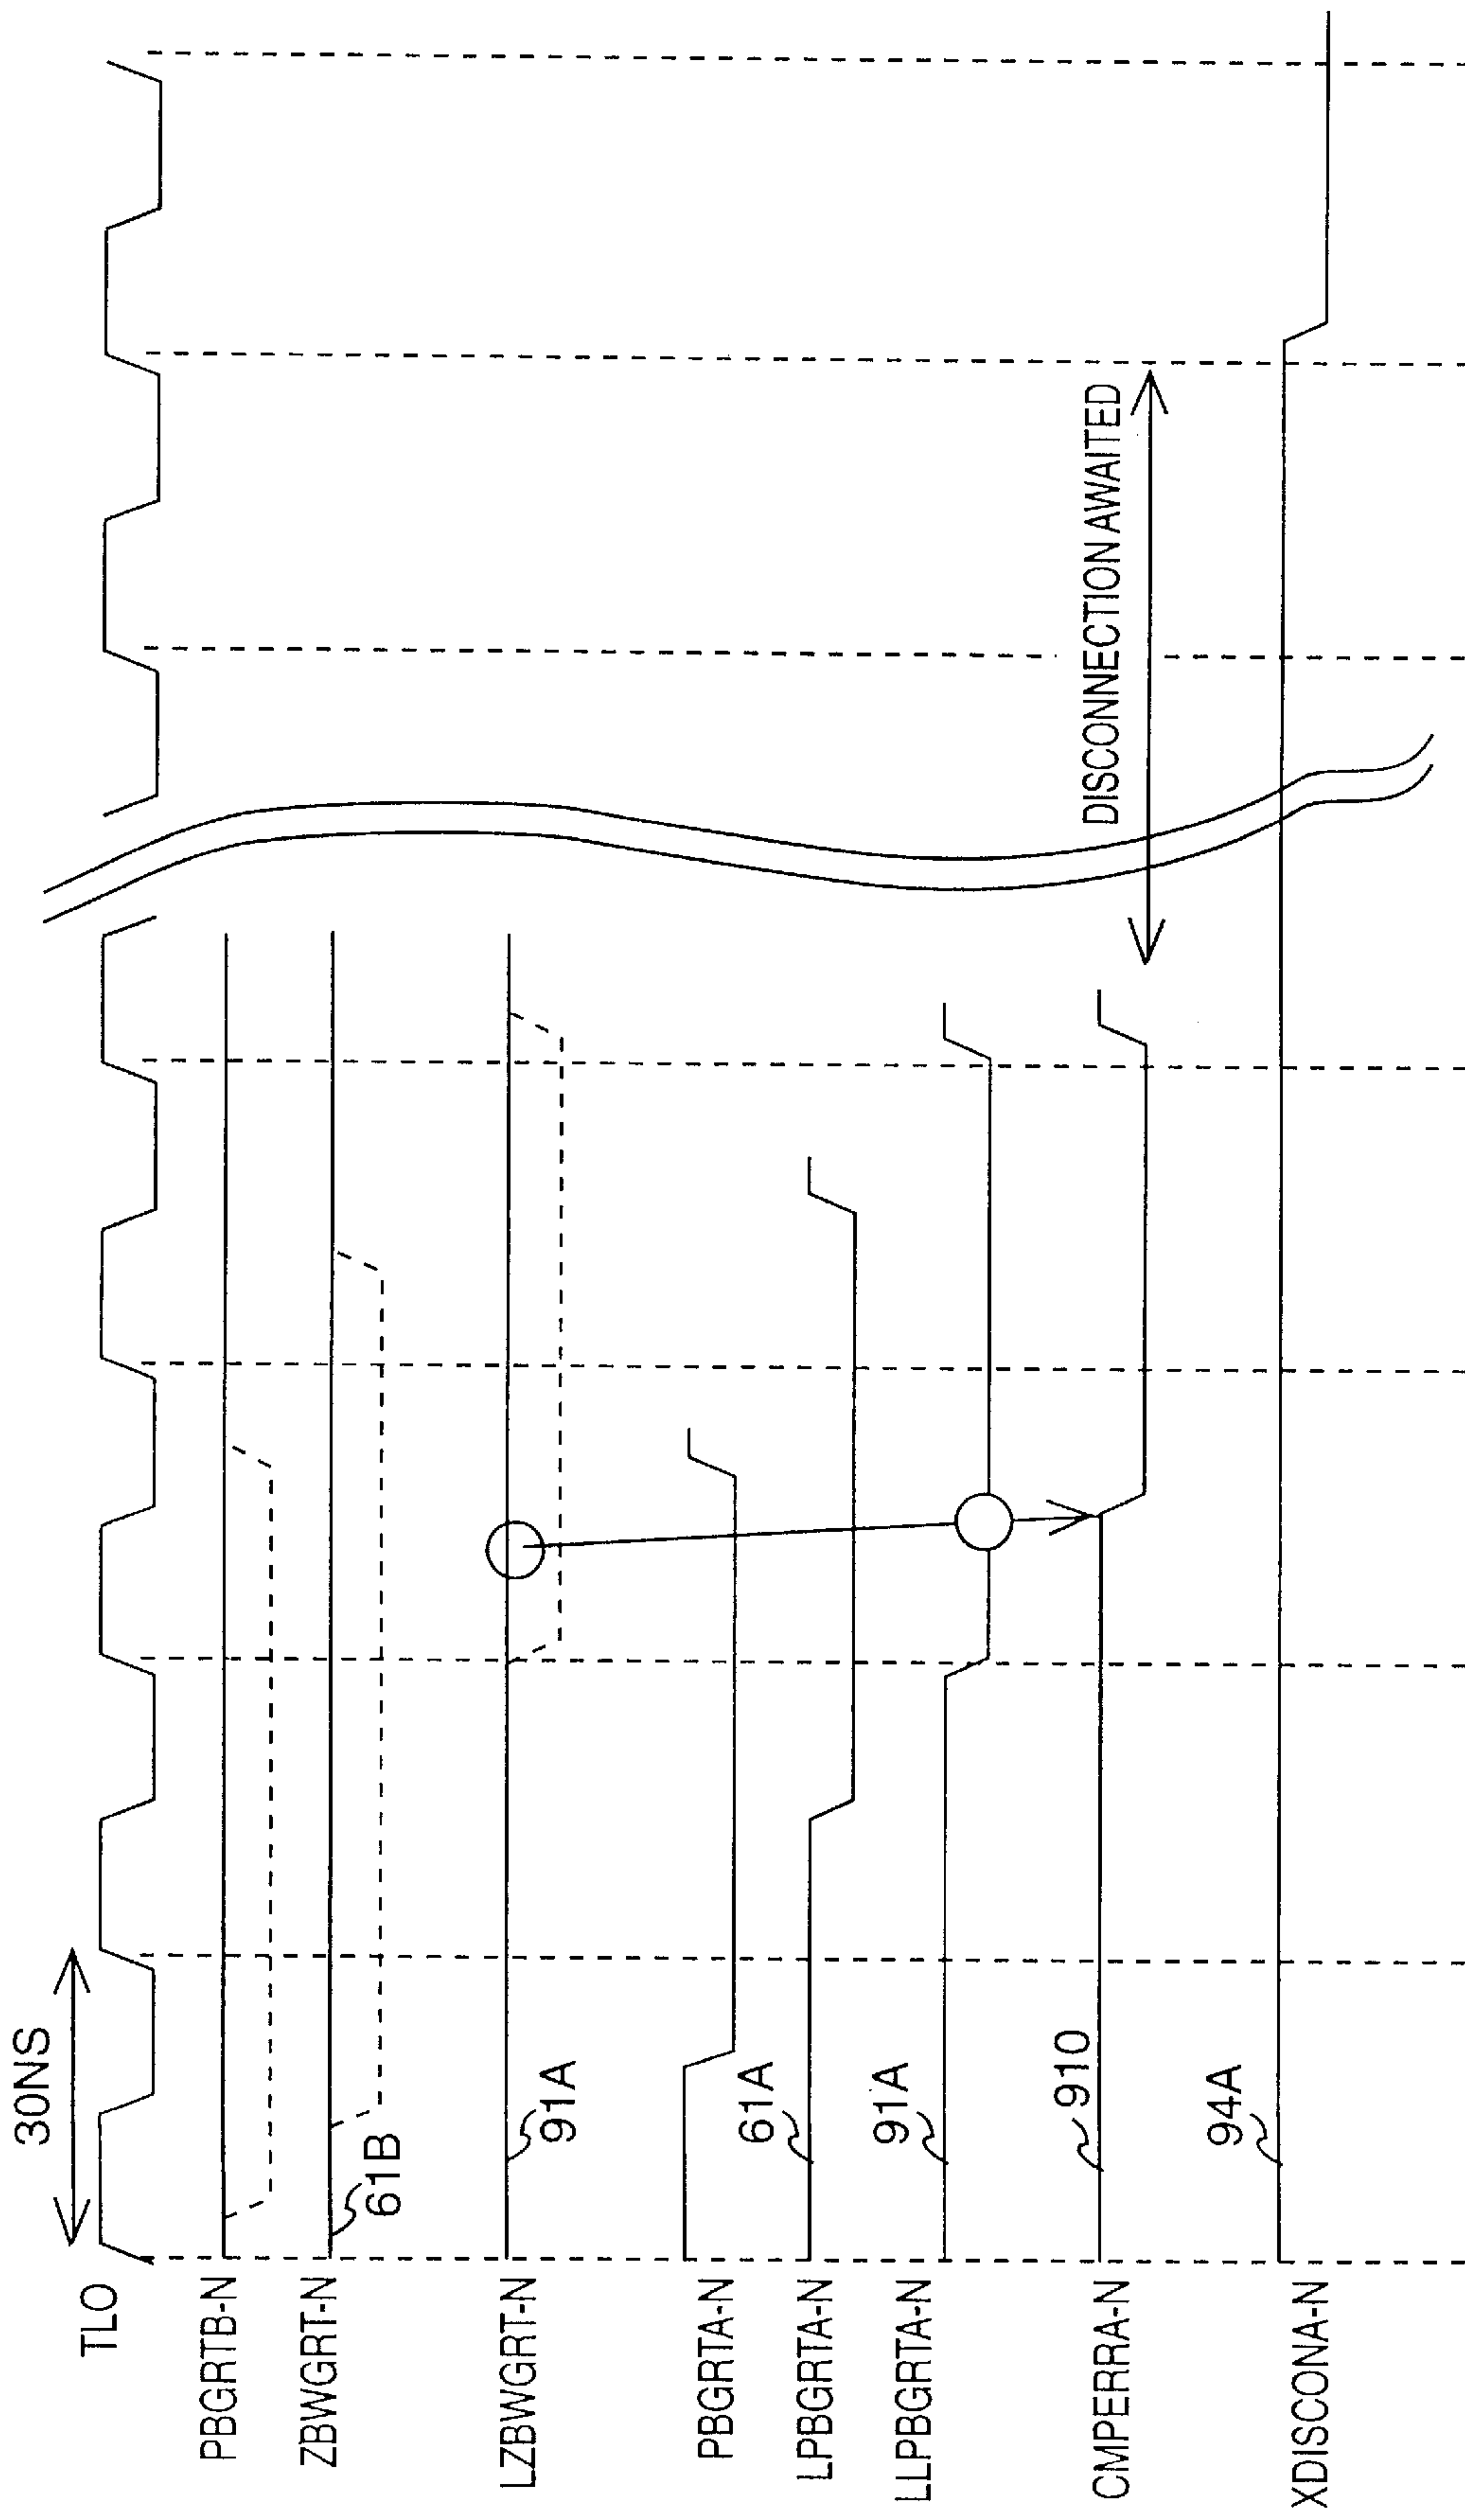 30NS
TLO
PBGRTB-N
ZBWGRT-N
61B
LZBWGRT-N
91A
PBGRTA-N
LPBGRTA-N
61A
LLPBGRTA-N
91A
CMPERRA-N
910
DISCONNECTION AWAITED
XDISCONA-N
94A